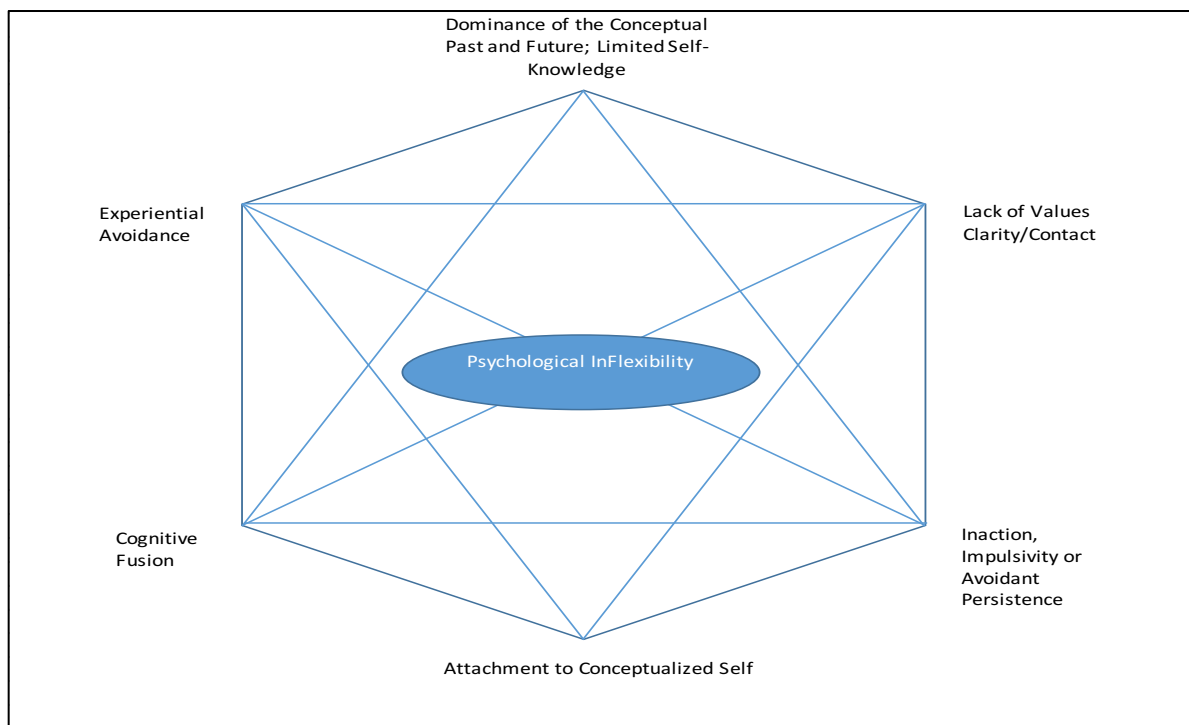 Dominance of the Conceptual
Past and Future; Limited Self-
Knowledge
Experiential
Avoidance
Lack of Values
Clarity/Contact
Psychological InFlexibility
Cognitive
Fusion
Inaction,
Impulsivity or
Avoidant
Persistence
Attachment to Conceptualized Self